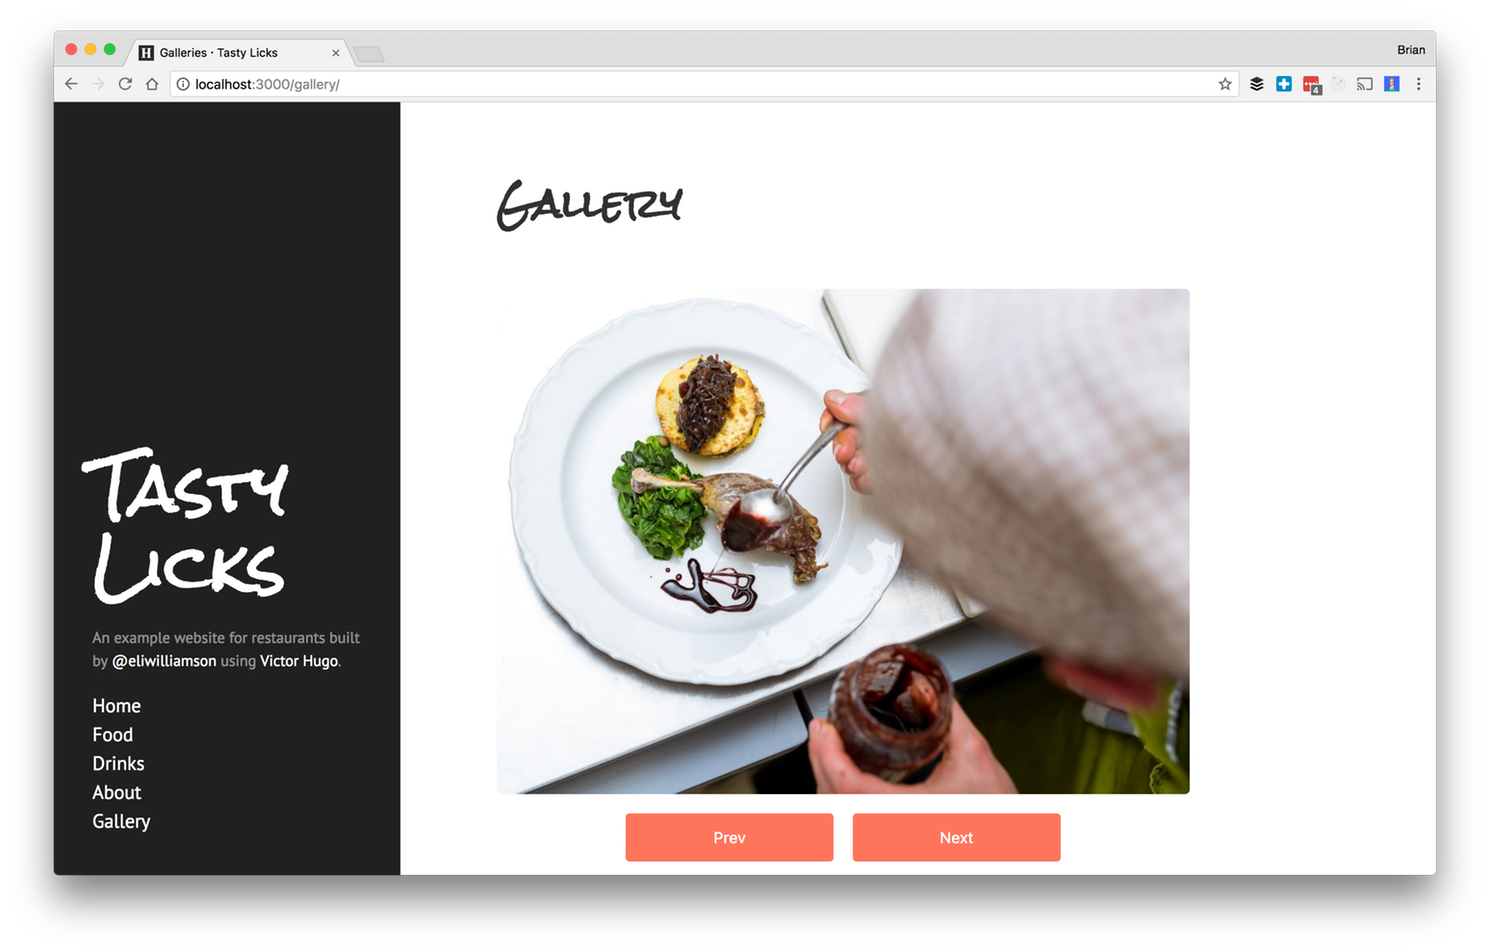 Galleries · Tasty Licks
Brian
localhost:3000/gallery/
4
Gallery
Tasty
Licks
An example website for restaurants built
by @eliwilliamson using Victor Hugo.
Home
Food
Drinks
About
Gallery
Prev
Next